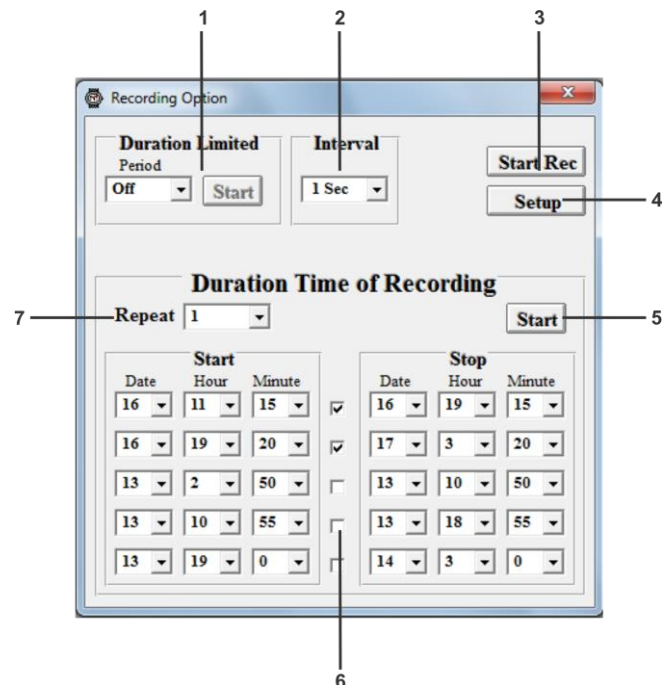 1 2 3
Recording Option
Duration Limited Interval
Period
Off Start 1 Sec Start Rec
Setup 4
Duration Time of Recording
7 Repeat 1 Start 5
Start Stop
Date Hour Minute Date Hour Minute
16 11 15 16 19 15
16 19 20 17 3 20
13 2 50 13 10 50
13 10 55 13 18 55
13 19 0 14 3 0
6